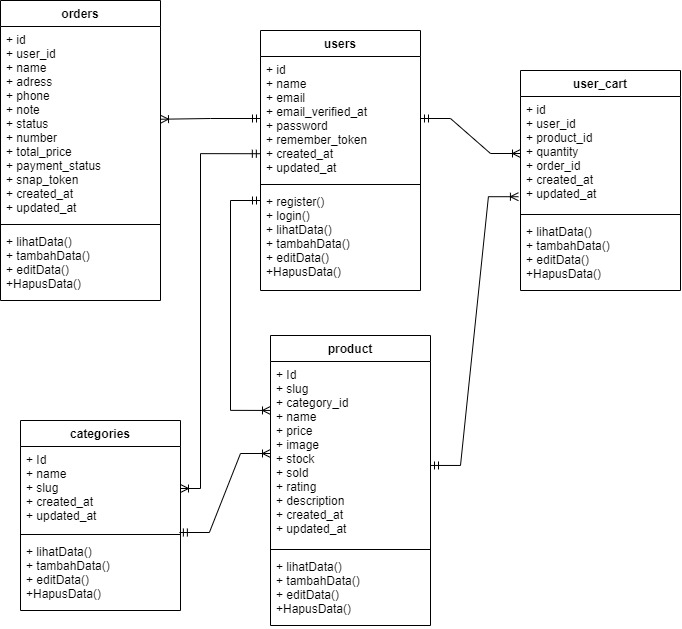 orders
+ id
+ user_id
+ name
+ adress
+ phone
+ note
+ status
+ number
+ total_price
+ payment_status
+ snap_token
+ created_at
+ updated_at
+ lihatData()
+ tambahData()
+ editData()
+HapusData()
users
+ id
+ name
+ email
+ email_verified_at
+ password
+ remember_token
+ created_at
+ updated_at
+ register()
+ login()
+ lihatData()
+ tambahData()
+ editData()
+HapusData()
user_cart
+ id
+ user_id
+ product_id
+ quantity
+ order_id
+ created_at
+ updated_at
+ lihatData()
+ tambahData()
+ editData()
+HapusData()
categories
+ Id
+ name
+ slug
+ created_at
+ updated_at
+ lihatData()
+ tambahData()
+ editData()
+HapusData()
product
+ Id
+ slug
+ category_id
+ name
+ price
+ image
+ stock
+ sold
+ rating
+ description
+ created_at
+ updated_at
+ lihatData()
+ tambahData()
+ editData()
+HapusData()